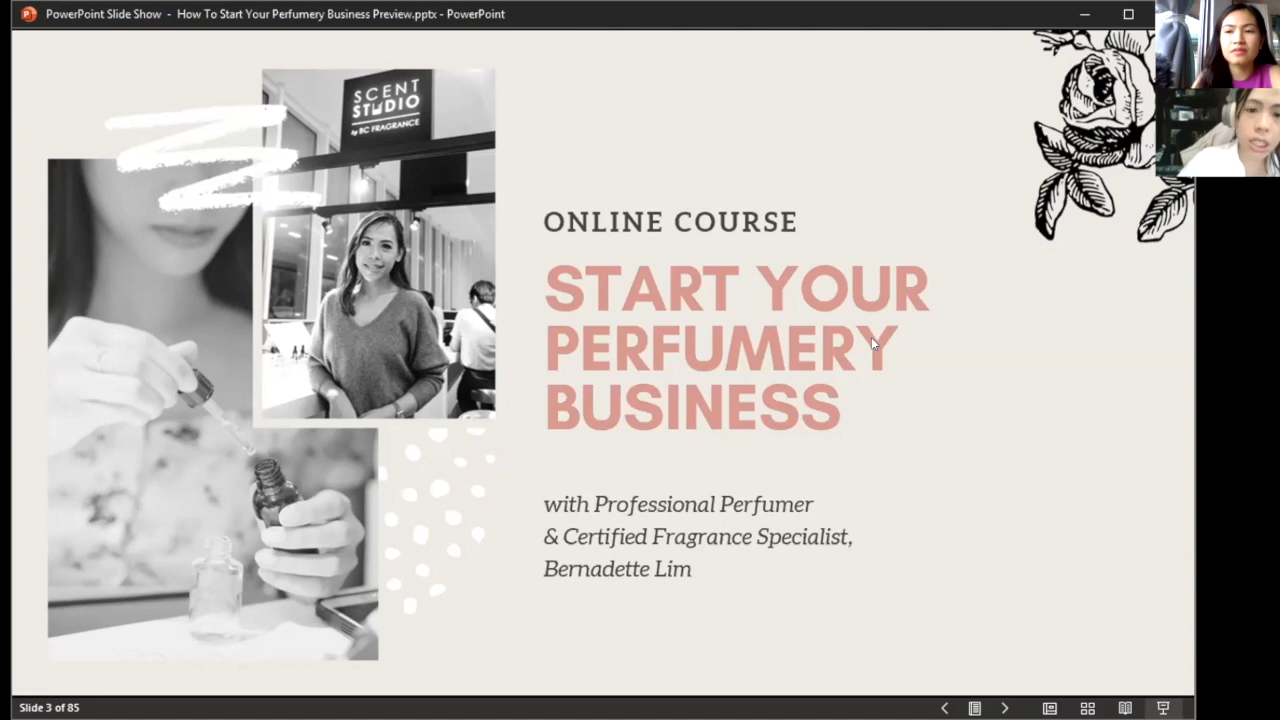 PowerPoint Slide Show - How To Start Your Perfumery Business Preview.pptx - PowerPoint
SCENT
STUDIO
by BC FRAGRANCE
ONLINE COURSE
START YOUR
PERFUMERY
BUSINESS
with Professional Perfumer
& Certified Fragrance Specialist,
Bernadette Lim
Slide 3 of 85